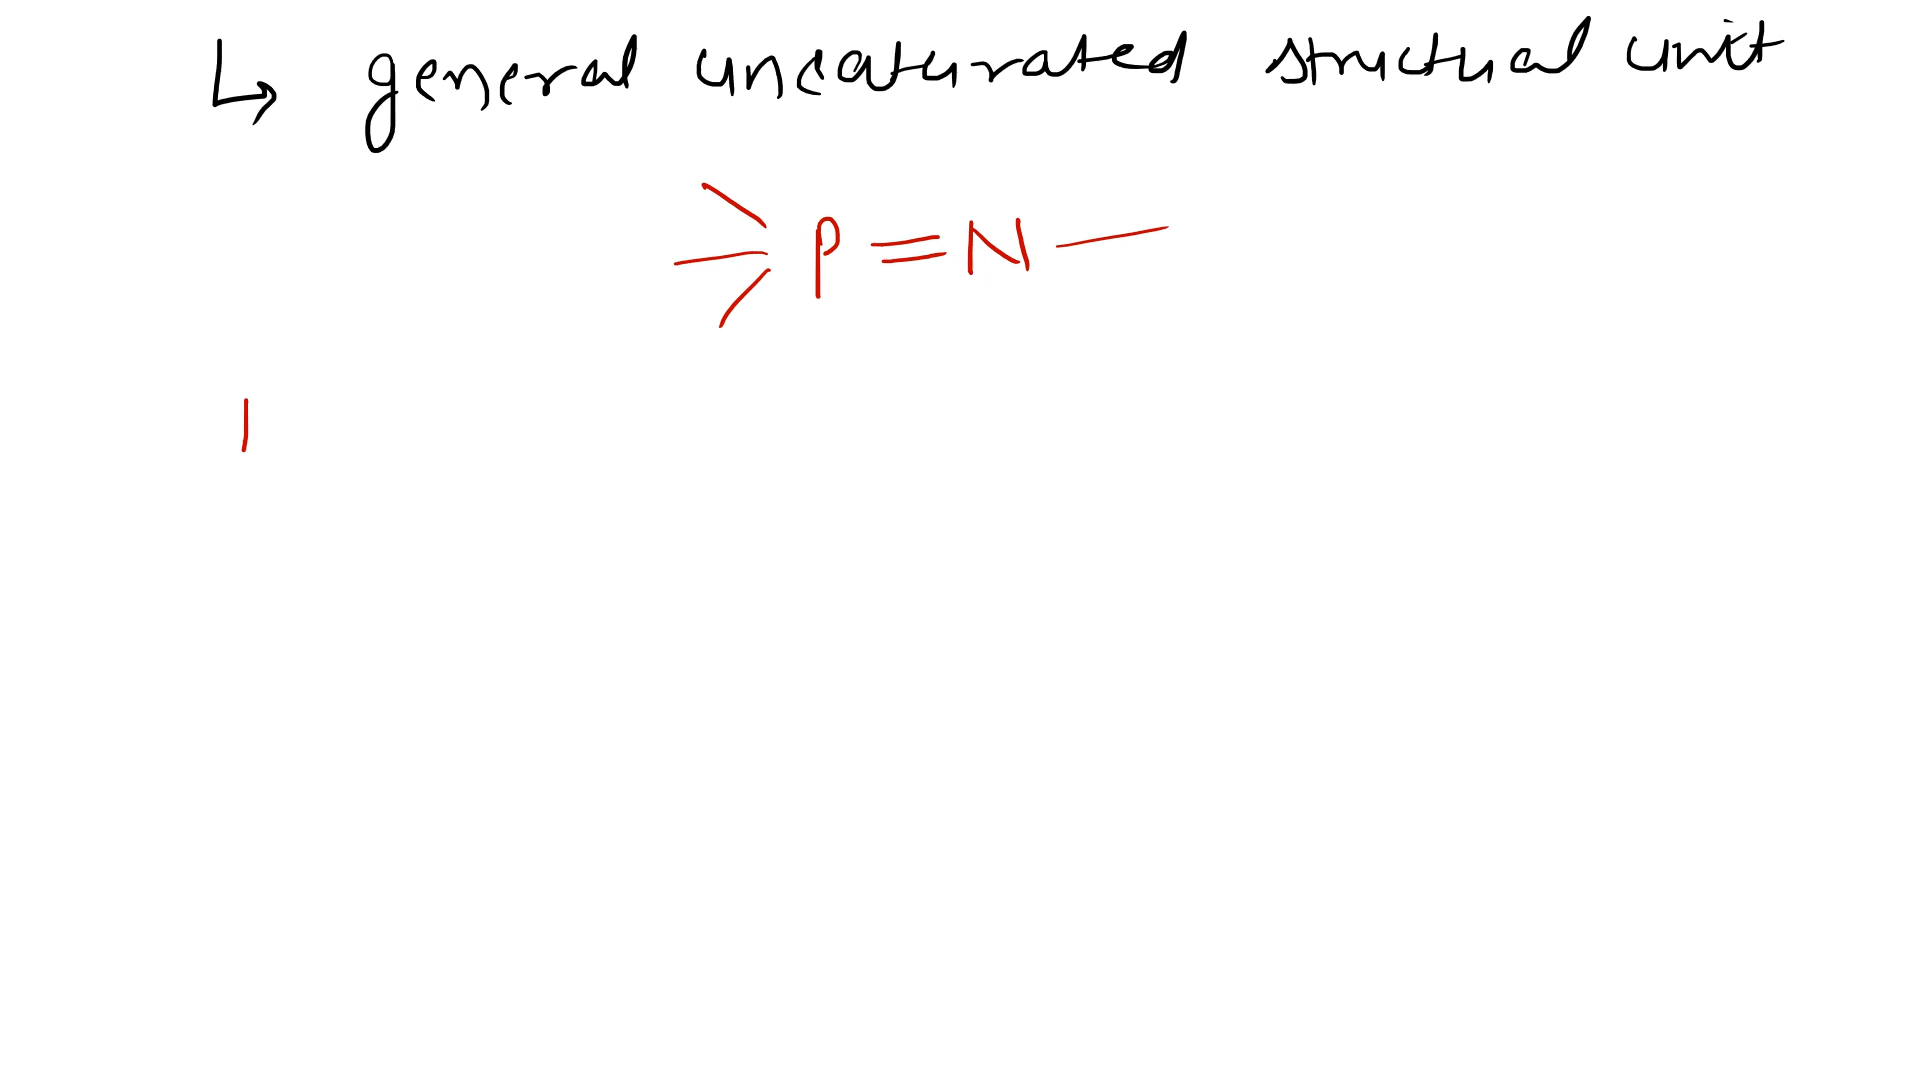 ↳ general unsaturated structural unit
P=N